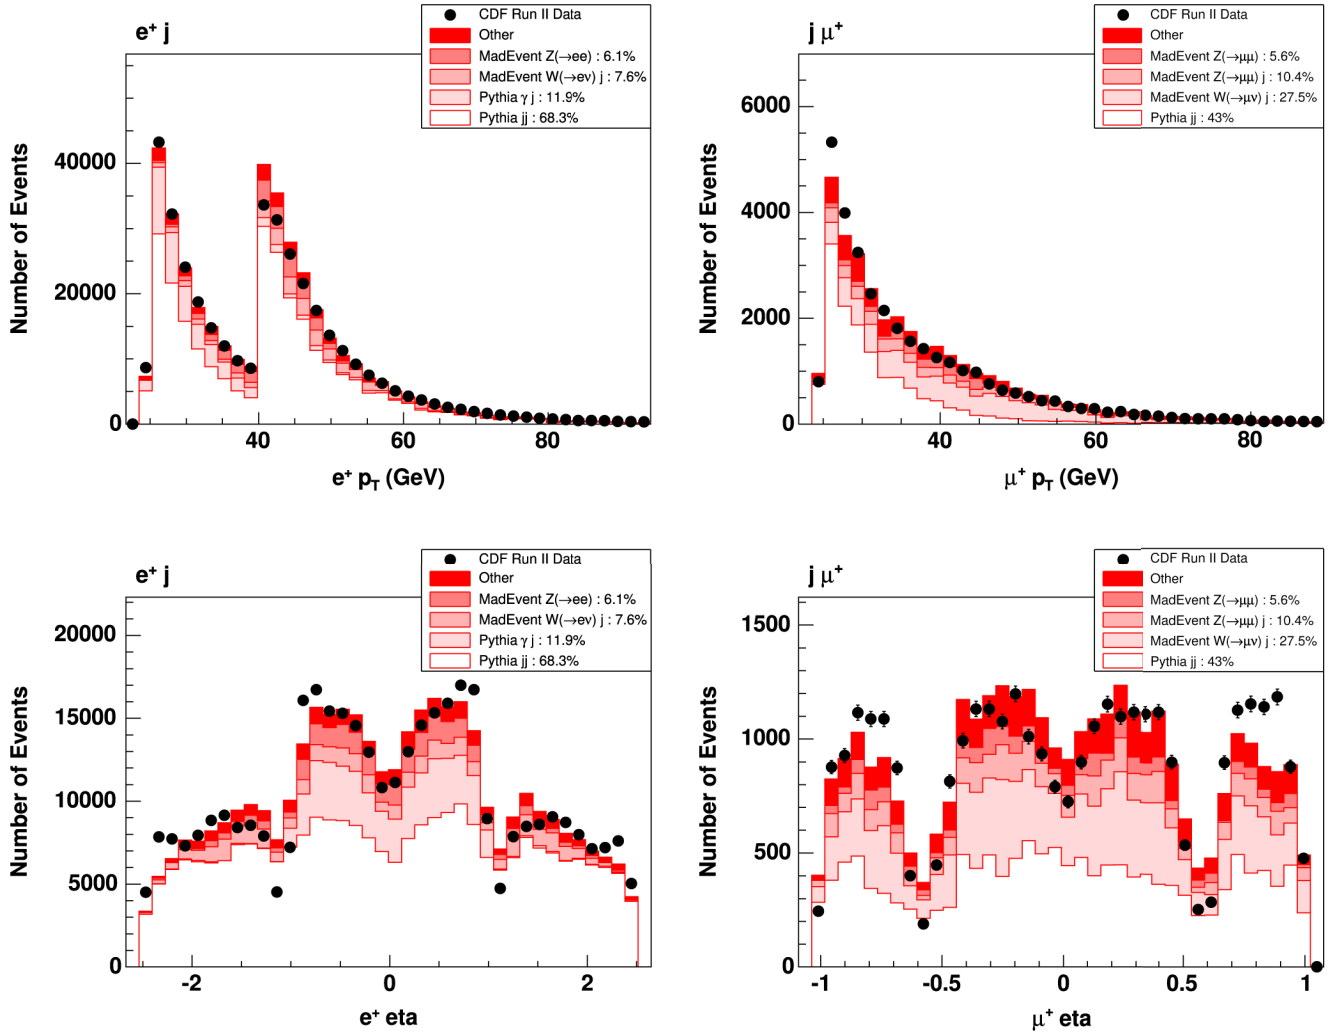 e⁺ j
CDF Run II Data
Other
MadEvent Z(→ee) : 6.1%
MadEvent W(→eν) j : 7.6%
Pythia γ j : 11.9%
Pythia jj : 68.3%
Number of Events
40000
20000
0
40
60
80
e⁺ p_T (GeV)
j μ⁺
CDF Run II Data
Other
MadEvent Z(→μμ) : 5.6%
MadEvent Z(→μμ) j : 10.4%
MadEvent W(→μν) j : 27.5%
Pythia jj : 43%
Number of Events
6000
4000
2000
0
40
60
80
μ⁺ p_T (GeV)
e⁺ j
CDF Run II Data
Other
MadEvent Z(→ee) : 6.1%
MadEvent W(→eν) j : 7.6%
Pythia γ j : 11.9%
Pythia jj : 68.3%
Number of Events
20000
15000
10000
5000
0
-2
0
2
e⁺ eta
j μ⁺
CDF Run II Data
Other
MadEvent Z(→μμ) : 5.6%
MadEvent Z(→μμ) j : 10.4%
MadEvent W(→μν) j : 27.5%
Pythia jj : 43%
Number of Events
1500
1000
500
0
-1
-0.5
0
0.5
1
μ⁺ eta